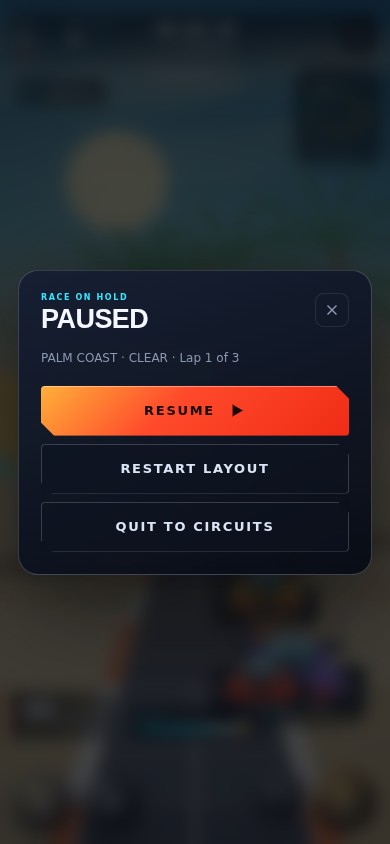 RACE ON HOLD
PAUSED
PALM COAST · CLEAR · Lap 1 of 3
RESUME
RESTART LAYOUT
QUIT TO CIRCUITS